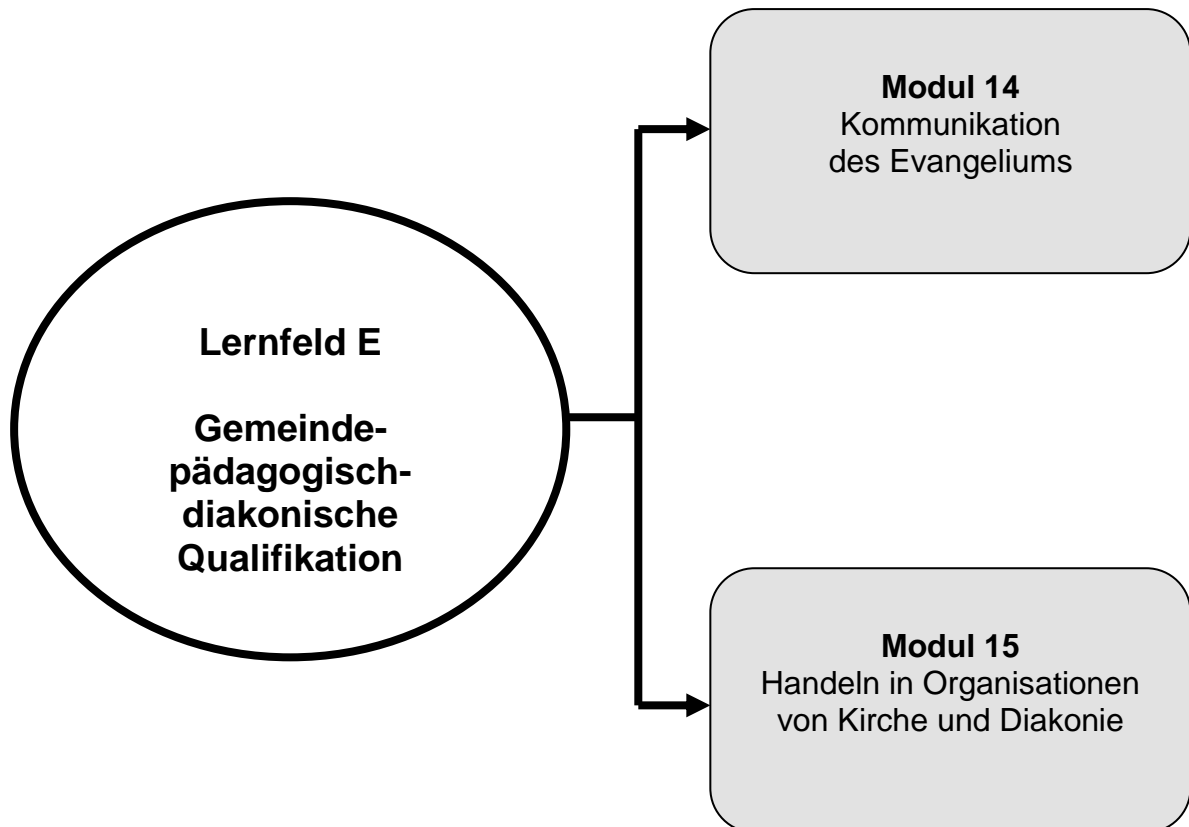 Lernfeld E
Gemeinde-
pädagogisch-
diakonische
Qualifikation
Modul 14
Kommunikation
des Evangeliums
Modul 15
Handeln in Organisationen
von Kirche und Diakonie